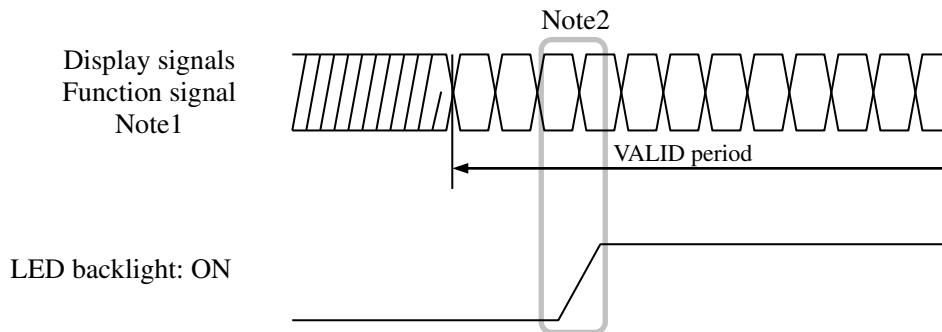 Note2
Display signals
Function signal
Note1
VALID period
LED backlight: ON